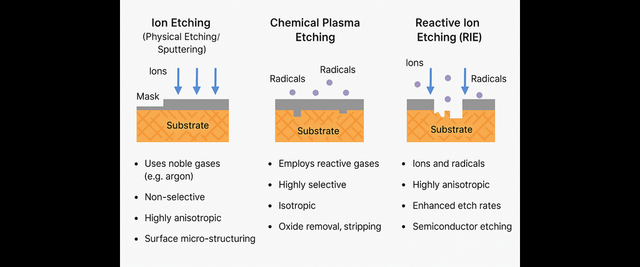 Ion Etching
(Physical Etching/
Sputtering)
Ions
Mask
Substrate
• Uses noble gases
(e.g. argon)
• Non-selective
• Highly anisotropic
• Surface micro-structuring
Chemical Plasma
Etching
Radicals
Radicals
Substrate
• Employs reactive gases
• Highly selective
• Isotropic
• Oxide removal, stripping
Reactive Ion
Etching (RIE)
Ions
Radicals
Substrate
• Ions and radicals
• Highly anisotropic
• Enhanced etch rates
• Semiconductor etching